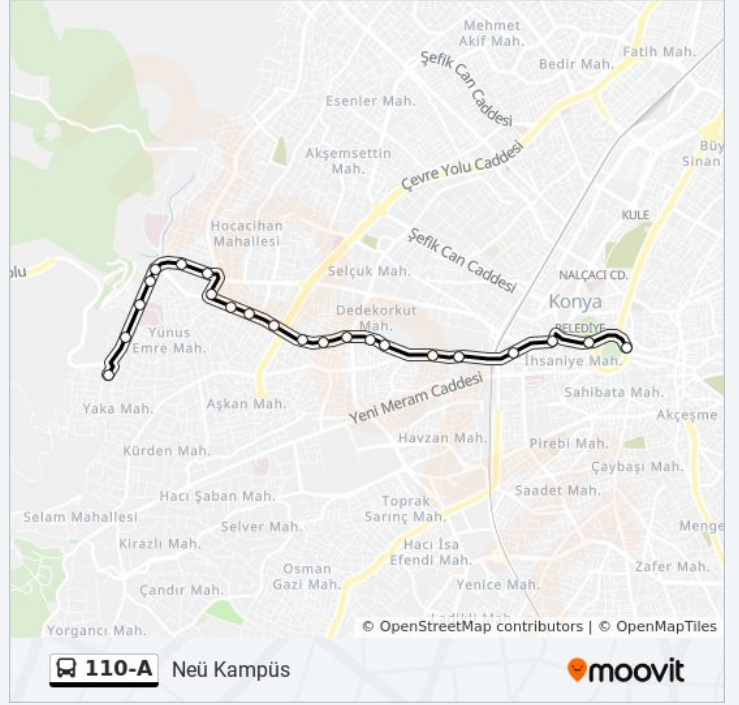 Mehmet
Akif Mah.
Fatih Mah.
Bedir Mah.
Şefik Can Caddesi
Esenler Mah.
Büy
Sinan
Akşemsettin
Mah.
Çevre Yolu Caddesi
KULE
Hocacihan
Mahallesi
Şefik Can Caddesi
olu
Selçuk Mah.
NALÇACI CD.
Konya
Dedekorkut
Mah.
BELEDİYE
Yunus
Emre Mah.
İhsaniye Mah.
Yeni Meram Caddesi
Sahibata Mah.
Yaka Mah.
Aşkan Mah.
Akçeşme
Havzan Mah.
Pirebi Mah.
Kürden Mah.
Çaybaşı Mah.
Hacı Şaban Mah.
Saadet Mah.
Toprak
Sarınç Mah.
Selam Mahallesi
Selver Mah.
Menge
Kirazlı Mah.
Hacı İsa
Efendi Mah.
Osman
Gazi Mah.
Zafer Mah.
Çandır Mah.
Yenice Mah.
Yorgancı Mah.
© OpenStreetMap contributors | © OpenMapTiles
110-A Neü Kampüs
moovit